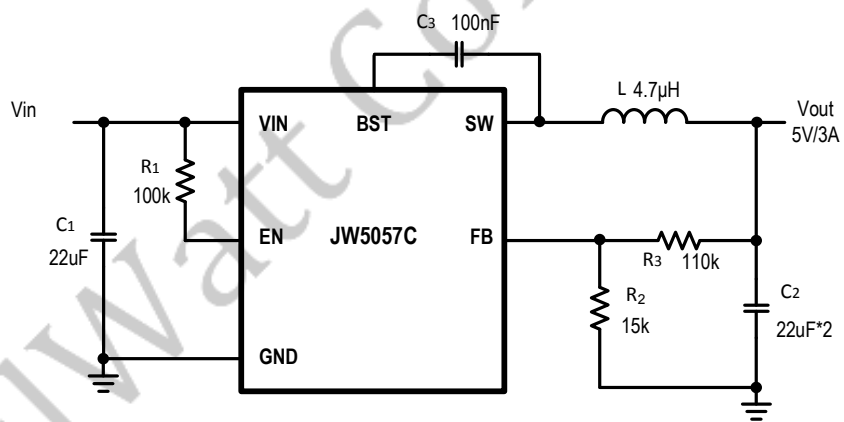 C3 100nF
L 4.7µH
Vin
Vout
5V/3A
VIN
BST
SW
R1
100k
C1
22uF
EN
JW5057C
FB
R3 110k
R2
15k
C2
22uF*2
GND